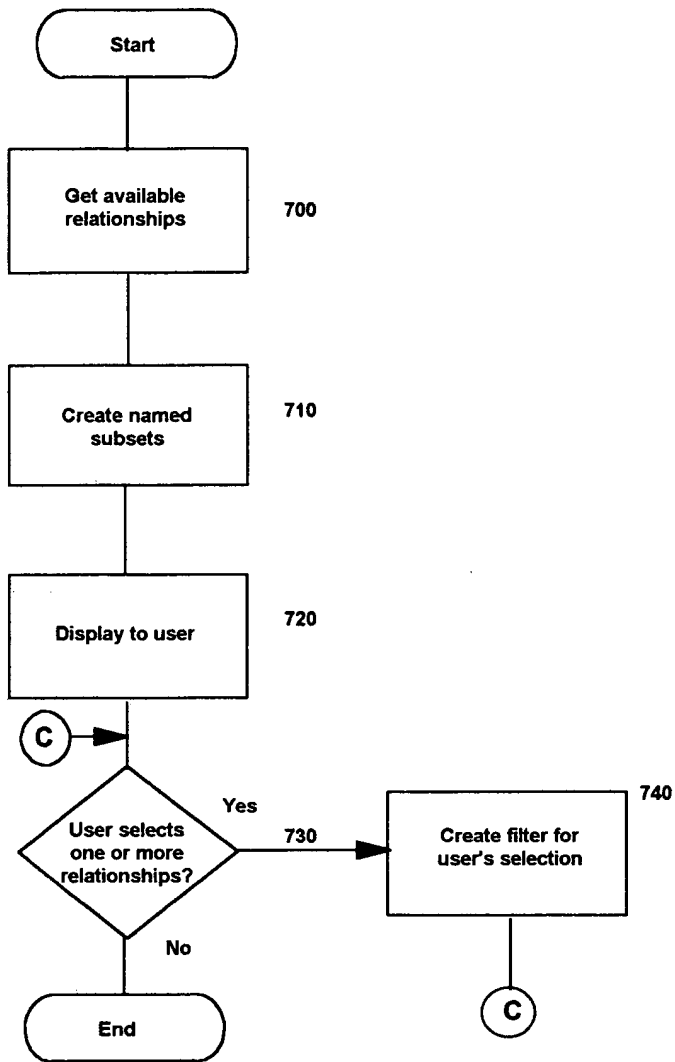 Start
Get available
relationships
700
Create named
subsets
710
Display to user
720
C
User selects
one or more
relationships?
Yes
730
740
Create filter for
user's selection
No
C
End